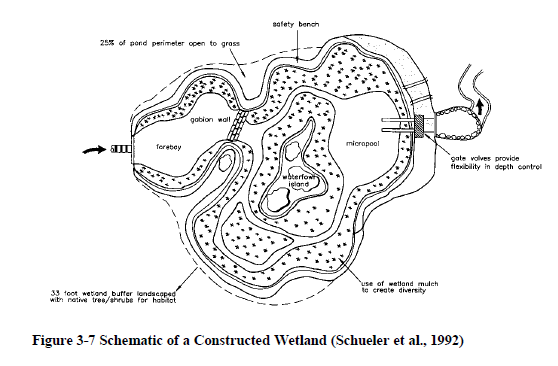 safety bench
25% of pond perimeter open to grass
gabion wall
forebay
micropool
waterfowl
island
gate valves provide
flexibility in depth control
33 foot wetland buffer landscaped
with native tree/shrubs for habitat
use of wetland mulch
to create diversity
Figure 3-7 Schematic of a Constructed Wetland (Schueler et al., 1992)